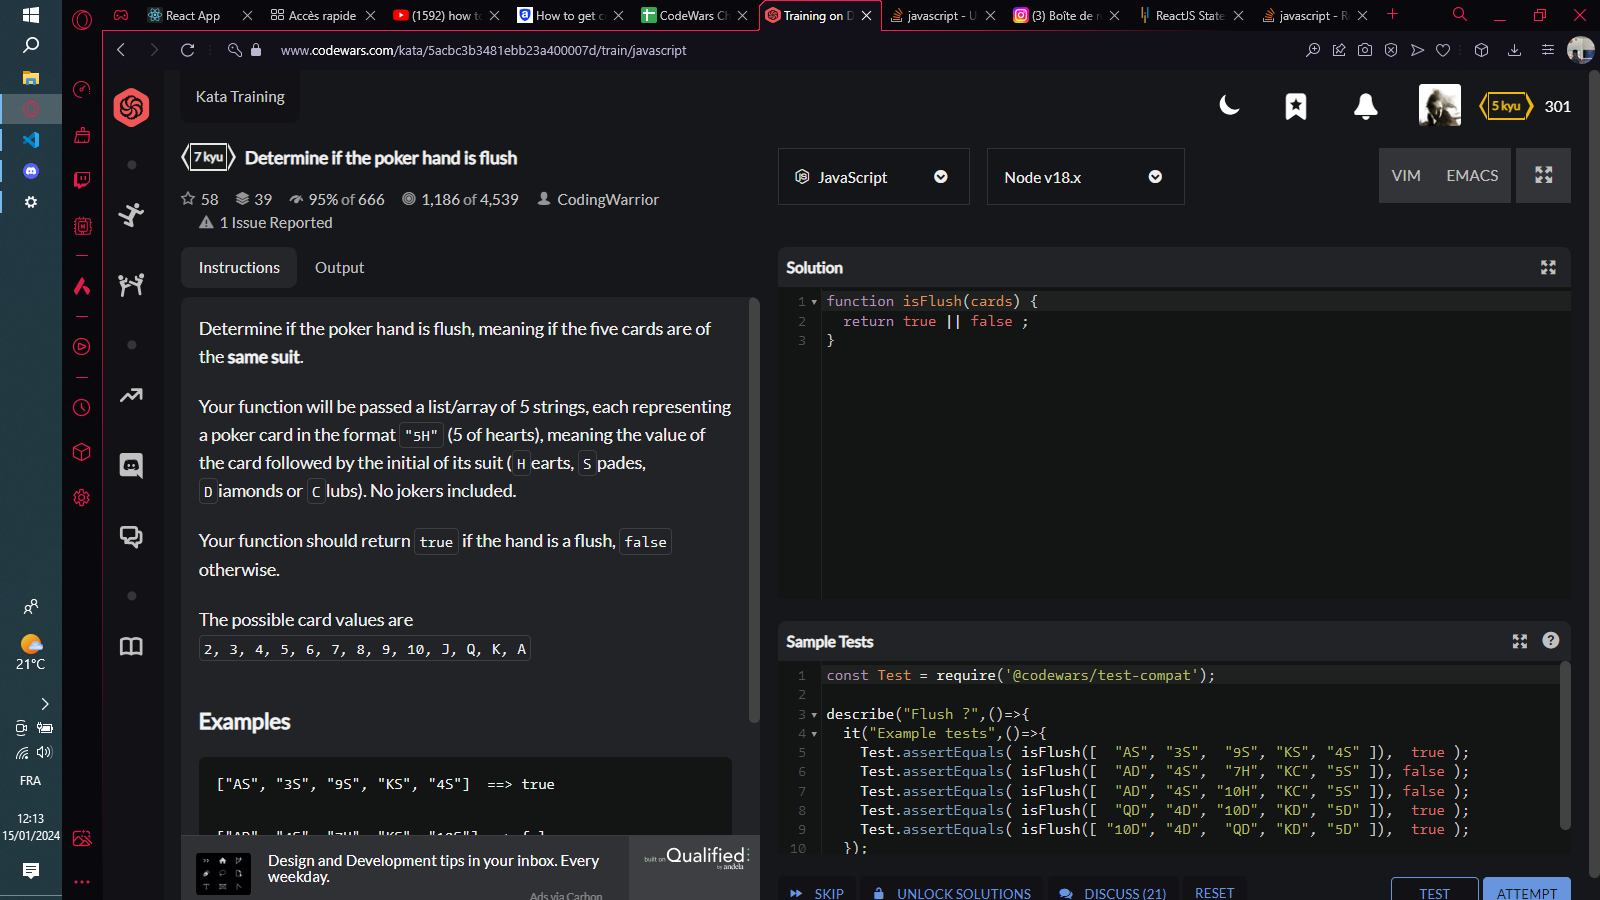 React App
Accès rapide
(1592) how to
How to get c
CodeWars Ch
Training on D
javascript - U
(3) Boîte de r
ReactJS State
javascript - R
www.codewars.com/kata/5acbc3b3481ebb23a400007d/train/javascript
Kata Training
5 kyu 301
7 kyu Determine if the poker hand is flush
58 39 95% of 666 1,186 of 4,539 CodingWarrior
1 Issue Reported
JavaScript
Node v18.x
VIM EMACS
Instructions Output
Determine if the poker hand is flush, meaning if the five cards are of
the same suit.
Your function will be passed a list/array of 5 strings, each representing
a poker card in the format "5H" (5 of hearts), meaning the value of
the card followed by the initial of its suit (Hearts, Spades,
Diamonds or Clubs). No jokers included.
Your function should return true if the hand is a flush, false
otherwise.
The possible card values are
2, 3, 4, 5, 6, 7, 8, 9, 10, J, Q, K, A
Examples
["AS", "3S", "9S", "KS", "4S"] ==> true
Design and Development tips in your inbox. Every
weekday.
Ads via Carbon
built on Qualified
by andela
Solution
1 function isFlush(cards) {
2 return true || false ;
3 }
Sample Tests
1 const Test = require('@codewars/test-compat');
2
3 describe("Flush ?",()=>{
4 it("Example tests",()=>{
5 Test.assertEquals( isFlush([ "AS", "3S", "9S", "KS", "4S" ]), true );
6 Test.assertEquals( isFlush([ "AD", "4S", "7H", "KC", "5S" ]), false );
7 Test.assertEquals( isFlush([ "AD", "4S", "10H", "KC", "5S" ]), false );
8 Test.assertEquals( isFlush([ "QD", "4D", "10D", "KD", "5D" ]), true );
9 Test.assertEquals( isFlush([ "10D", "4D", "QD", "KD", "5D" ]), true );
10 });
SKIP UNLOCK SOLUTIONS DISCUSS (21) RESET TEST ATTEMPT
21°C
FRA
12:13
15/01/2024